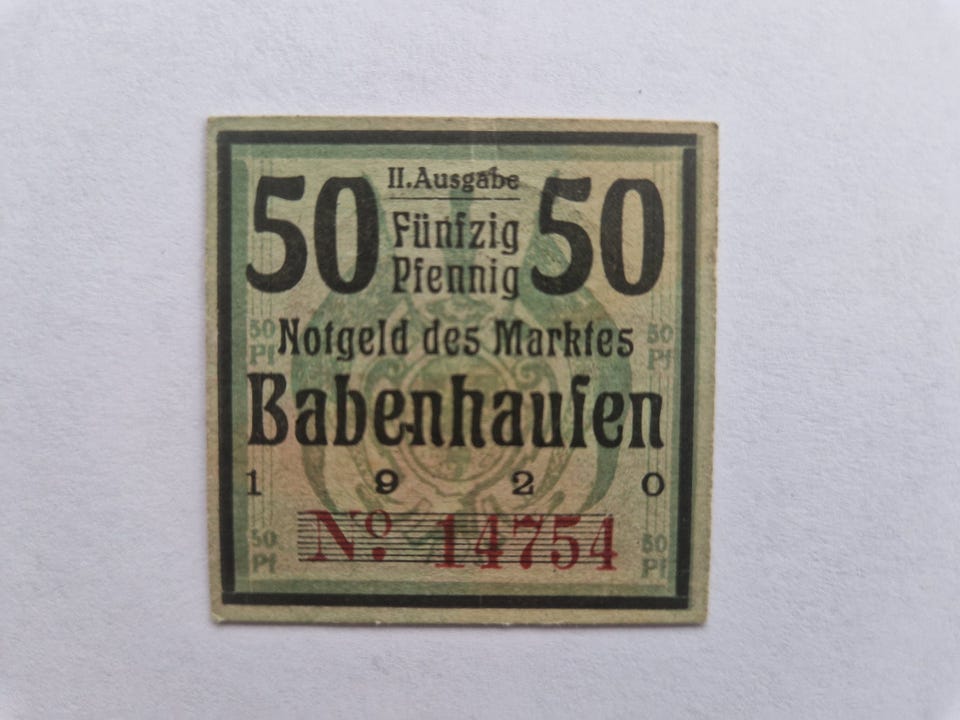 II. Ausgabe
50 Fünfzig 50
Pfennig
50 Notgeld des Marktes 50
Pf Pf
Babenhauſen
1 9 2 0
No. 14754
50 50
Pf Pf